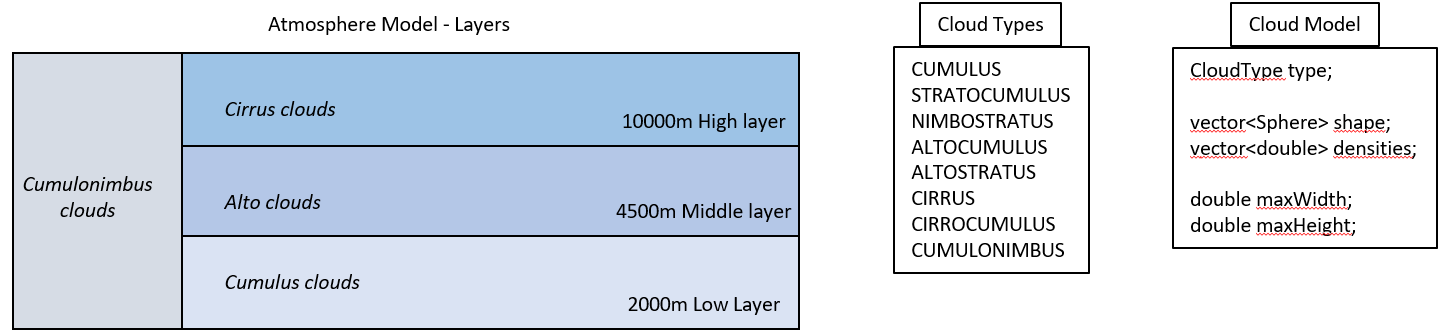 Atmosphere Model - Layers
Cumulonimbus
clouds
Cirrus clouds
10000m High layer
Alto clouds
4500m Middle layer
Cumulus clouds
2000m Low Layer
Cloud Types
CUMULUS
STRATOCUMULUS
NIMBOSTRATUS
ALTOCUMULUS
ALTOSTRATUS
CIRRUS
CIRROCUMULUS
CUMULONIMBUS
Cloud Model
CloudType type;
vector<Sphere> shape;
vector<double> densities;
double maxWidth;
double maxHeight;